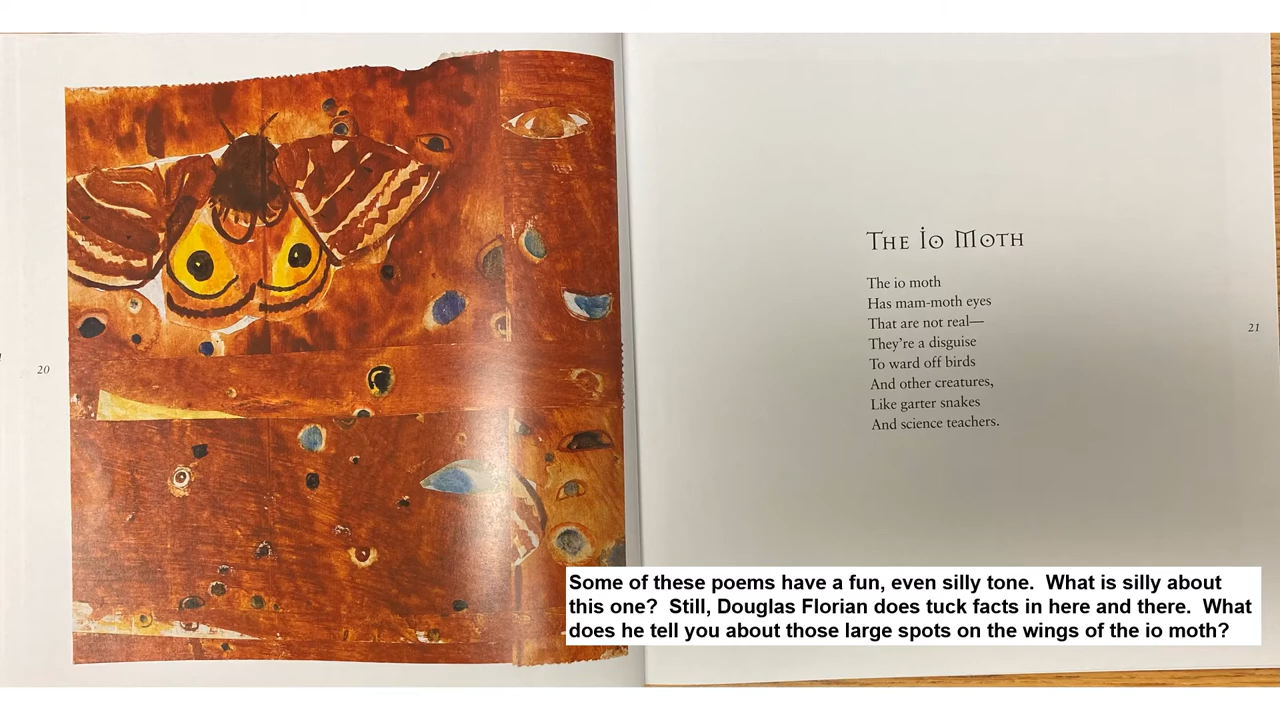 20
The io Moth
The io moth
Has mam-moth eyes
That are not real—
They're a disguise
To ward off birds
And other creatures,
Like garter snakes
And science teachers.
21
Some of these poems have a fun, even silly tone.  What is silly about
this one?  Still, Douglas Florian does tuck facts in here and there.  What
does he tell you about those large spots on the wings of the io moth?